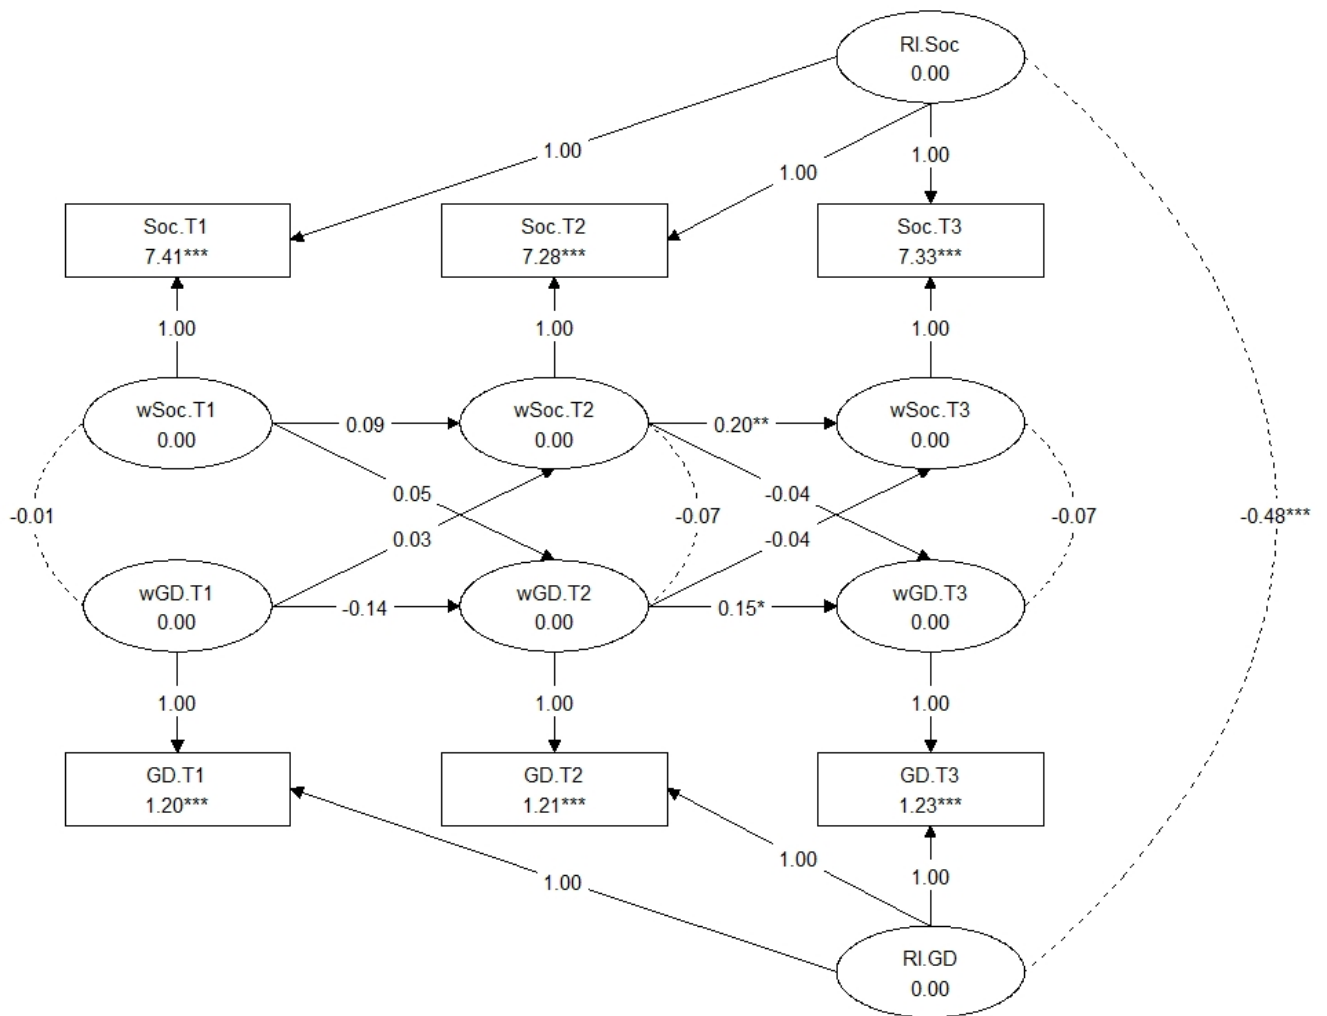 RI.Soc
0.00
1.00
1.00
1.00
Soc.T1
7.41***
Soc.T2
7.28***
Soc.T3
7.33***
1.00
1.00
1.00
wSoc.T1
0.00
0.09
wSoc.T2
0.00
0.20**
wSoc.T3
0.00
0.05
-0.04
-0.01
-0.07
-0.07
-0.48***
0.03
-0.04
wGD.T1
0.00
-0.14
wGD.T2
0.00
0.15*
wGD.T3
0.00
1.00
1.00
1.00
GD.T1
1.20***
GD.T2
1.21***
GD.T3
1.23***
1.00
1.00
1.00
RI.GD
0.00